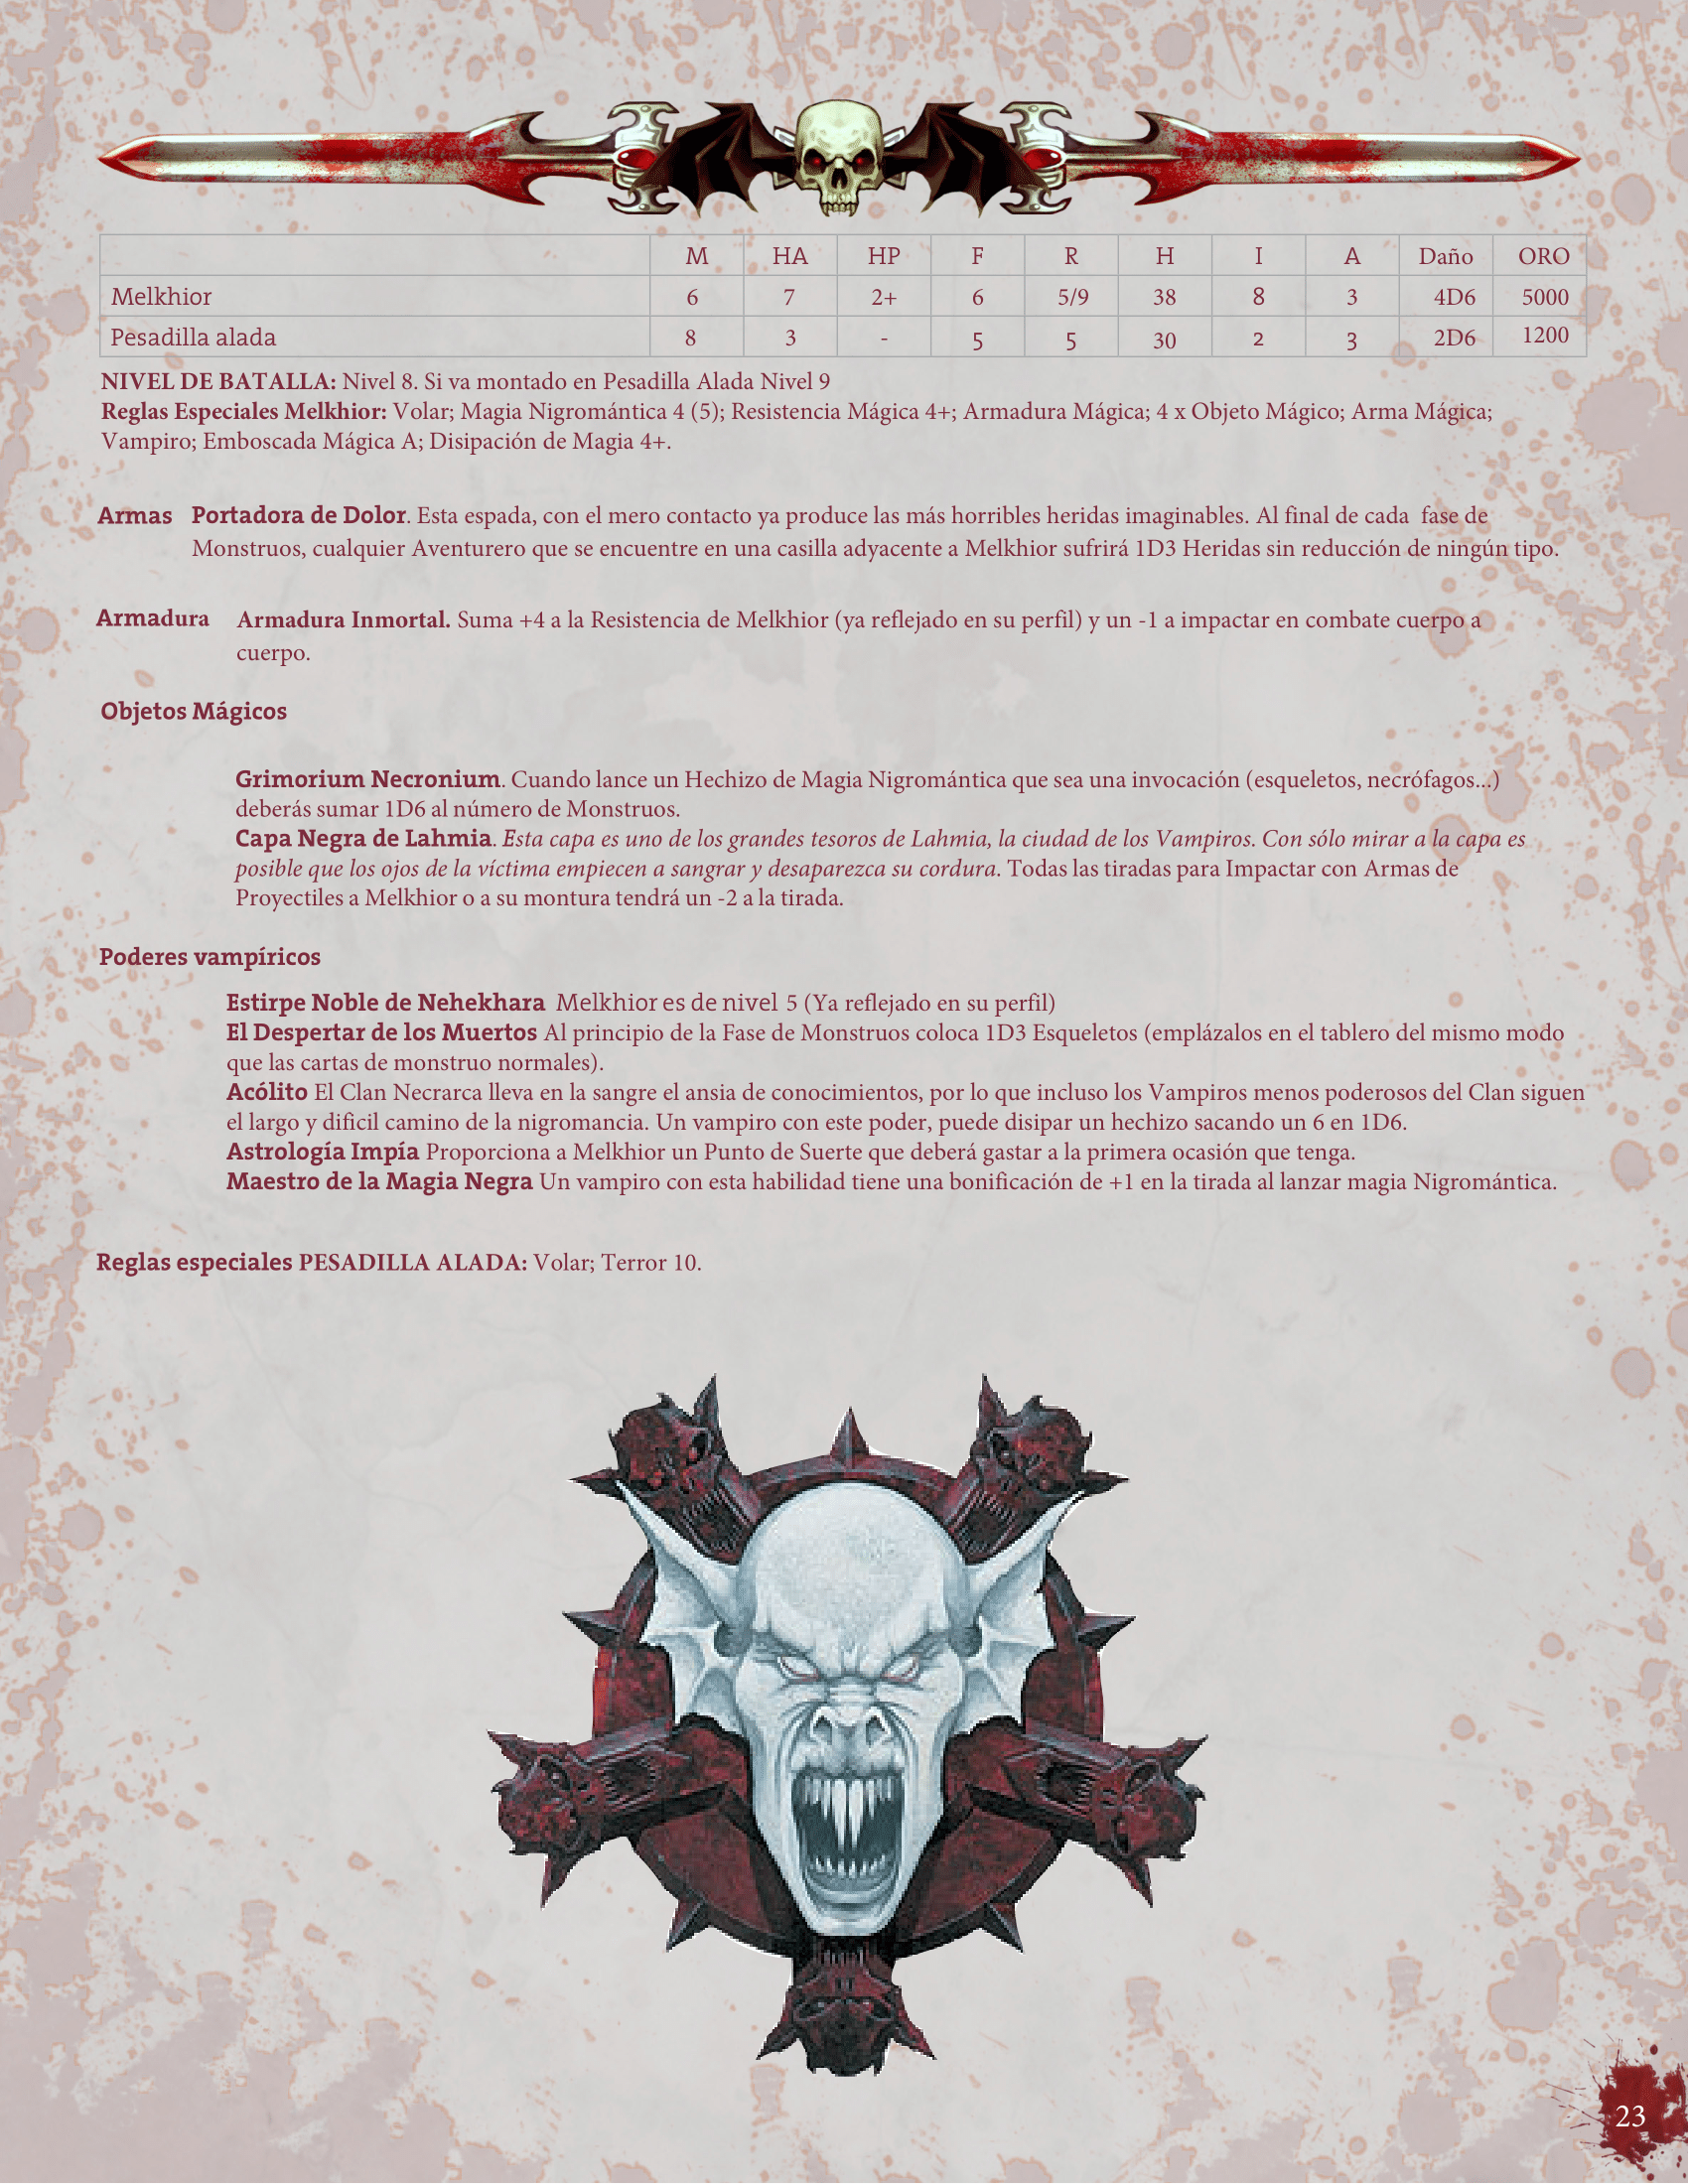 M HA HP F R H I A Daño ORO
Melkhior 6 7 2+ 6 5/9 38 8 3 4D6 5000
Pesadilla alada 8 3 - 5 5 30 2 3 2D6 1200
NIVEL DE BATALLA: Nivel 8. Si va montado en Pesadilla Alada Nivel 9
Reglas Especiales Melkhior: Volar; Magia Nigromántica 4 (5); Resistencia Mágica 4+; Armadura Mágica; 4 x Objeto Mágico; Arma Mágica;
Vampiro; Emboscada Mágica A; Disipación de Magia 4+.
Armas Portadora de Dolor. Esta espada, con el mero contacto ya produce las más horribles heridas imaginables. Al final de cada fase de
Monstruos, cualquier Aventurero que se encuentre en una casilla adyacente a Melkhior sufrirá 1D3 Heridas sin reducción de ningún tipo.
Armadura Armadura Inmortal. Suma +4 a la Resistencia de Melkhior (ya reflejado en su perfil) y un -1 a impactar en combate cuerpo a
cuerpo.
Objetos Mágicos
Grimorium Necronium. Cuando lance un Hechizo de Magia Nigromántica que sea una invocación (esqueletos, necrófagos...)
deberás sumar 1D6 al número de Monstruos.
Capa Negra de Lahmia. Esta capa es uno de los grandes tesoros de Lahmia, la ciudad de los Vampiros. Con sólo mirar a la capa es
posible que los ojos de la víctima empiecen a sangrar y desaparezca su cordura. Todas las tiradas para Impactar con Armas de
Proyectiles a Melkhior o a su montura tendrá un -2 a la tirada.
Poderes vampíricos
Estirpe Noble de Nehekhara Melkhior es de nivel 5 (Ya reflejado en su perfil)
El Despertar de los Muertos Al principio de la Fase de Monstruos coloca 1D3 Esqueletos (emplázalos en el tablero del mismo modo
que las cartas de monstruo normales).
Acólito El Clan Necrarca lleva en la sangre el ansia de conocimientos, por lo que incluso los Vampiros menos poderosos del Clan siguen
el largo y dificil camino de la nigromancia. Un vampiro con este poder, puede disipar un hechizo sacando un 6 en 1D6.
Astrología Impía Proporciona a Melkhior un Punto de Suerte que deberá gastar a la primera ocasión que tenga.
Maestro de la Magia Negra Un vampiro con esta habilidad tiene una bonificación de +1 en la tirada al lanzar magia Nigromántica.
Reglas especiales PESADILLA ALADA: Volar; Terror 10.
23